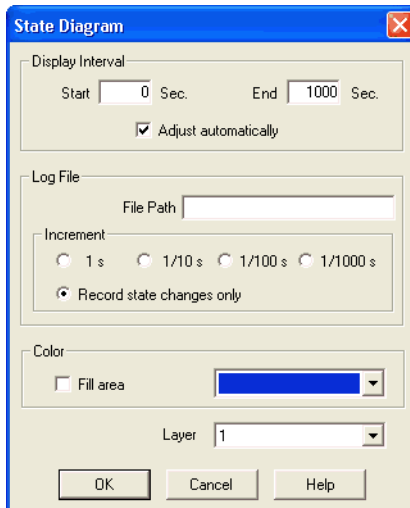 State Diagram
Display Interval
Start 0 Sec. End 1000 Sec.
Adjust automatically
Log File
File Path
Increment
1 s 1/10 s 1/100 s 1/1000 s
Record state changes only
Color
Fill area
Layer 1
OK Cancel Help